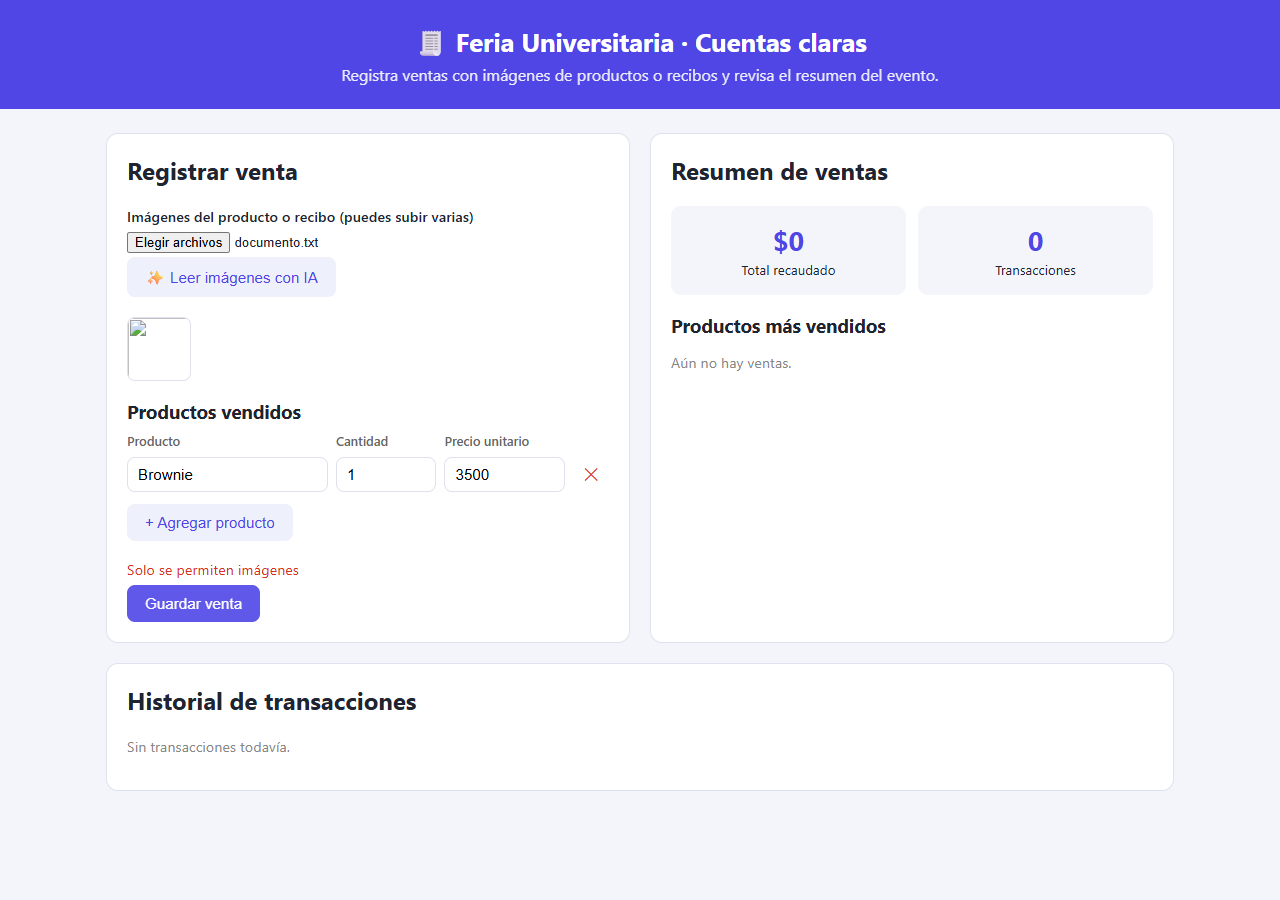 🧾 Feria Universitaria · Cuentas claras
Registra ventas con imágenes de productos o recibos y revisa el resumen del evento.
Registrar venta
Imágenes del producto o recibo (puedes subir varias)
Elegir archivos documento.txt
✨ Leer imágenes con IA
Productos vendidos
Producto Cantidad Precio unitario
Brownie 1 3500 ✕
+ Agregar producto
Solo se permiten imágenes
Guardar venta
Resumen de ventas
$0 0
Total recaudado Transacciones
Productos más vendidos
Aún no hay ventas.
Historial de transacciones
Sin transacciones todavía.